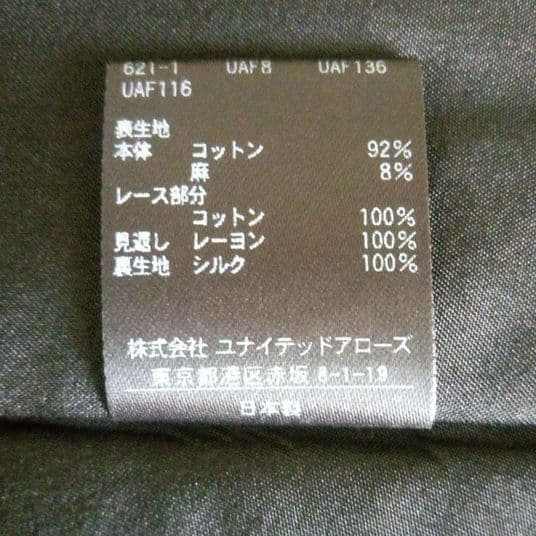 621-1 UAF8 UAF136
UAF116
表生地
本体 コットン 92%
麻 8%
レース部分
コットン 100%
見返し レーヨン 100%
裏生地 シルク 100%
株式会社 ユナイテッドアローズ
東京都港区赤坂 8-1-19
日本製